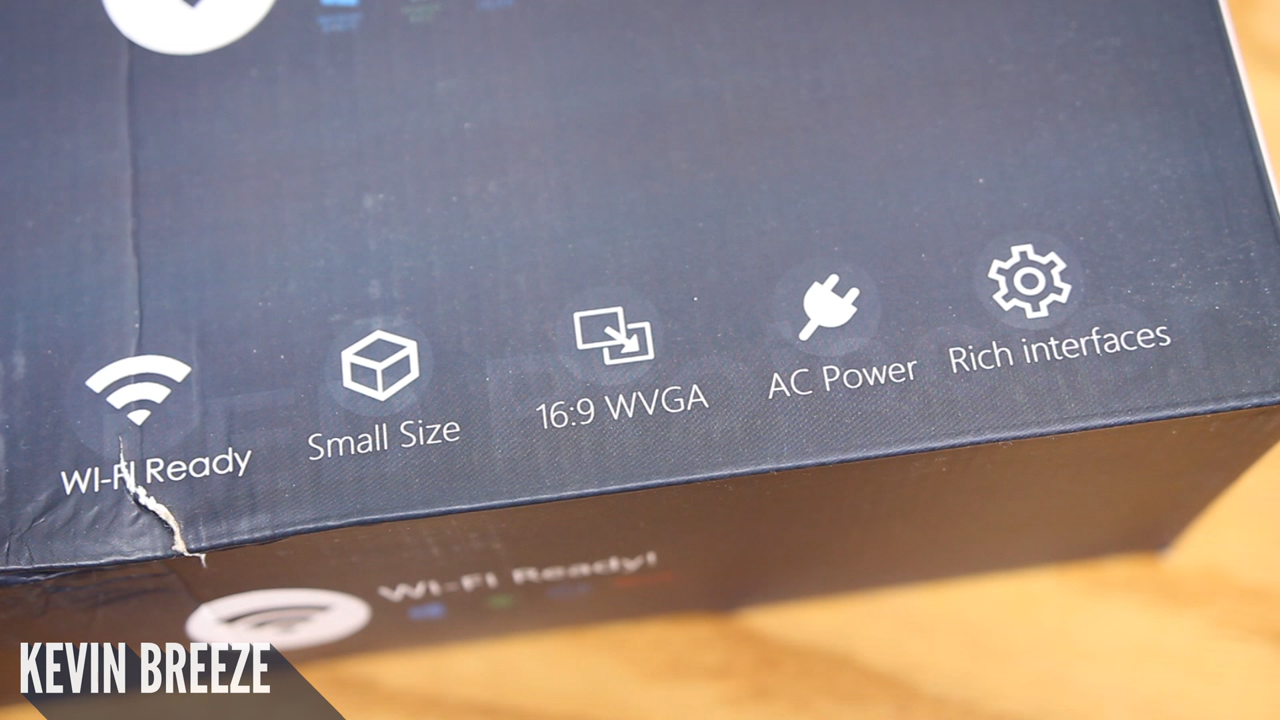 WI-FI Ready
Small Size
16:9 WVGA
AC Power
Rich interfaces
WI-FI Ready!
KEVIN BREEZE